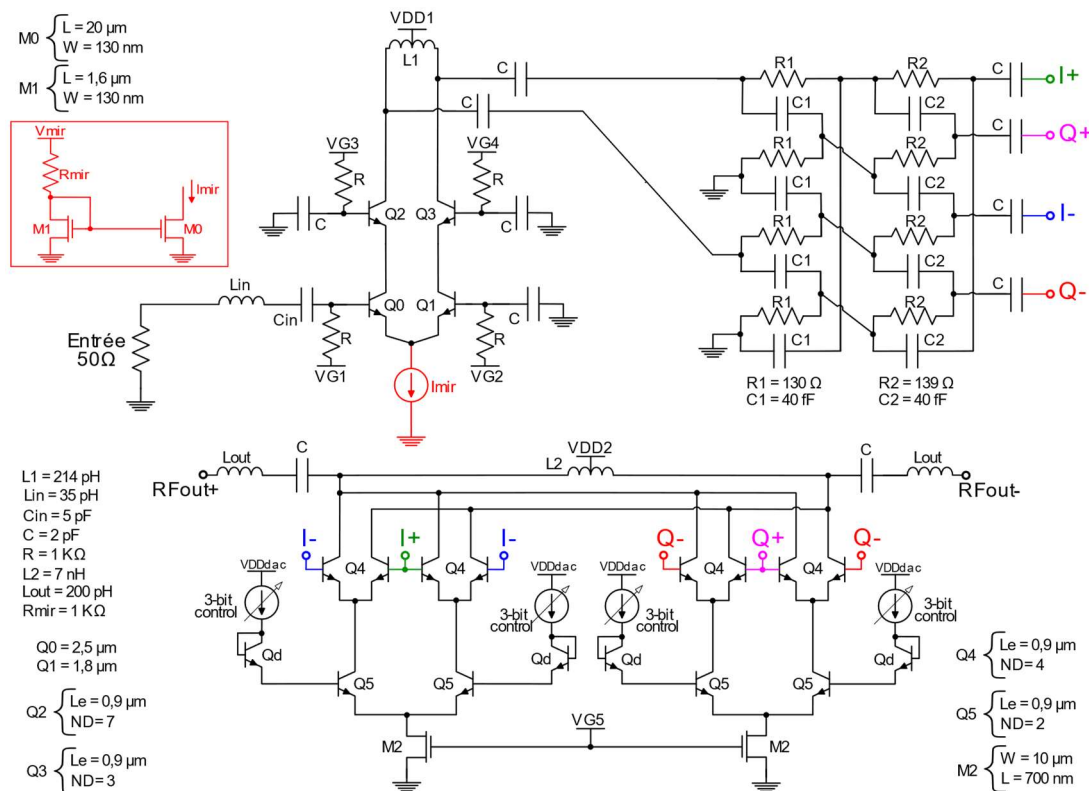 M0
L = 20 µm
W = 130 nm
M1
L = 1,6 µm
W = 130 nm
Vmir
Rmir
Imir
M1
M0
VDD1
L1
C
C
VG3
VG4
R
R
Q2
Q3
C
C
Lin
Cin
Q0
Q1
C
R
R
VG1
VG2
Entrée
50Ω
Imir
R1
R2
C
I+
C1
C2
R1
R2
C
Q+
C1
C2
R1
R2
C
I-
C1
C2
R1
R2
C
Q-
C1
C2
R1 = 130 Ω
C1 = 40 fF
R2 = 139 Ω
C2 = 40 fF
L1 = 214 pH
Lin = 35 pH
Cin = 5 pF
C = 2 pF
R = 1 KΩ
L2 = 7 nH
Lout = 200 pH
Rmir = 1 KΩ
Q0 = 2,5 µm
Q1 = 1,8 µm
Q2
Le = 0,9 µm
ND = 7
Q3
Le = 0,9 µm
ND = 3
Lout
C
RFout+
L2
VDD2
C
Lout
RFout-
I-
I+
I-
Q-
Q+
Q-
Q4
Q4
Q4
Q4
VDDdac
VDDdac
VDDdac
VDDdac
3-bit
control
3-bit
control
3-bit
control
3-bit
control
Qd
Qd
Qd
Qd
Q5
Q5
Q5
Q5
VG5
M2
M2
Q4
Le = 0,9 µm
ND = 4
Q5
Le = 0,9 µm
ND = 2
M2
W = 10 µm
L = 700 nm